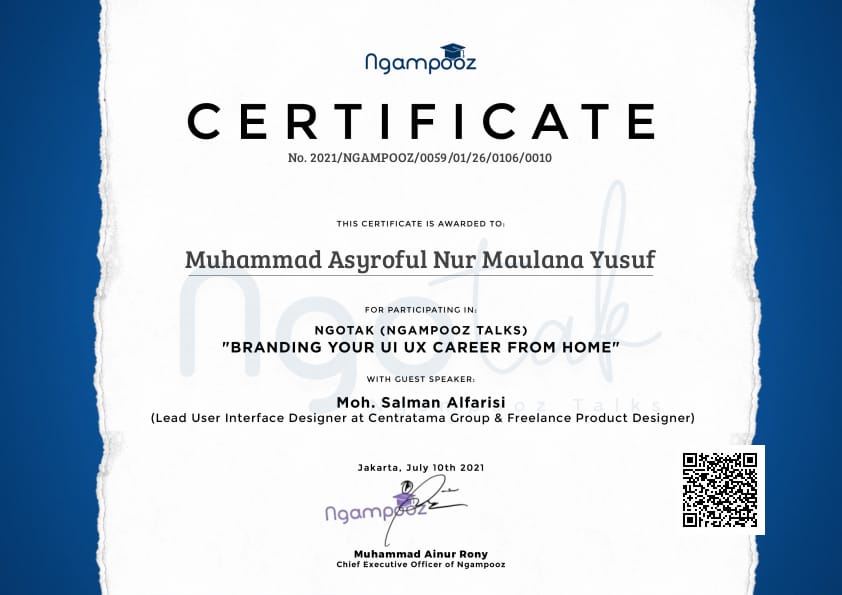 Ngampooz
CERTIFICATE
No. 2021/NGAMPOOZ/0059/01/26/0106/0010
THIS CERTIFICATE IS AWARDED TO:
Muhammad Asyroful Nur Maulana Yusuf
FOR PARTICIPATING IN:
NGOTAK (NGAMPOOZ TALKS)
"BRANDING YOUR UI UX CAREER FROM HOME"
WITH GUEST SPEAKER:
Moh. Salman Alfarisi
(Lead User Interface Designer at Centratama Group & Freelance Product Designer)
Ngotak
Talks
Jakarta, July 10th 2021
Ngampooz
Muhammad Ainur Rony
Chief Executive Officer of Ngampooz